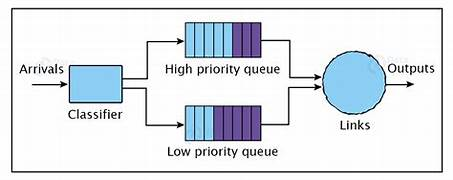 Arrivals
Classifier
High priority queue
Low priority queue
Links
Outputs